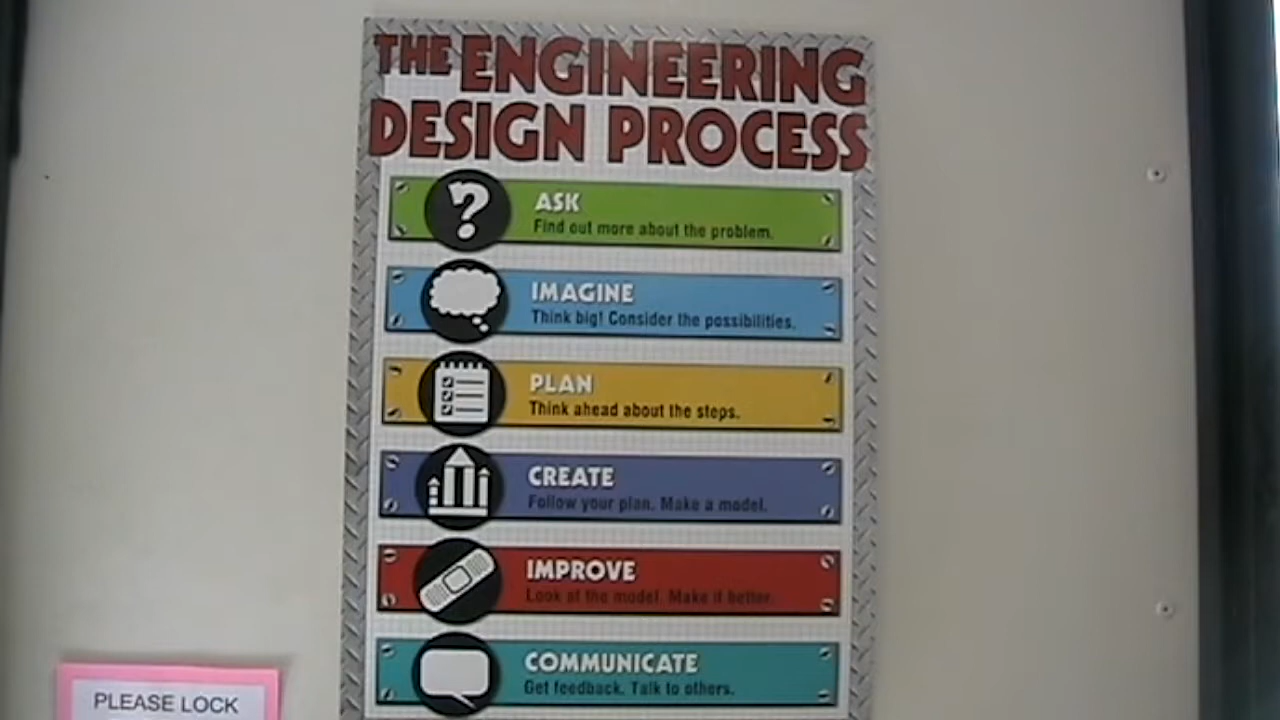 THE ENGINEERING
DESIGN PROCESS
ASK
Find out more about the problem.
IMAGINE
Think big! Consider the possibilities.
PLAN
Think ahead about the steps.
CREATE
Follow your plan. Make a model.
IMPROVE
Look at the model. Make it better.
COMMUNICATE
Get feedback. Talk to others.
PLEASE LOCK